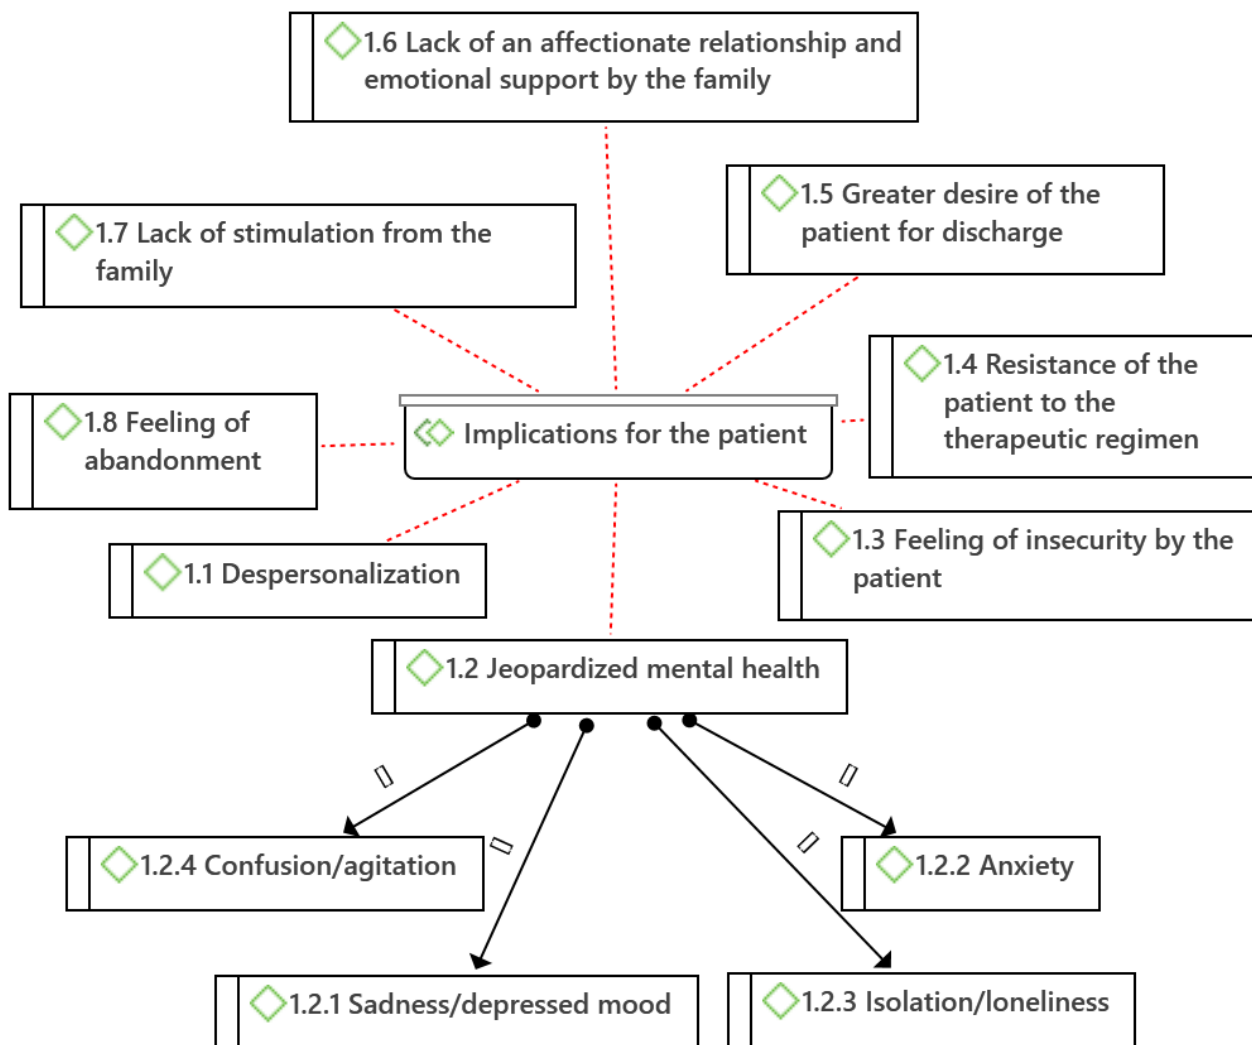 1.6 Lack of an affectionate relationship and
emotional support by the family
1.5 Greater desire of the
patient for discharge
1.7 Lack of stimulation from the
family
1.4 Resistance of the
patient to the
therapeutic regimen
1.8 Feeling of
abandonment
Implications for the patient
1.3 Feeling of insecurity by the
patient
1.1 Despersonalization
1.2 Jeopardized mental health
1.2.4 Confusion/agitation
1.2.2 Anxiety
1.2.1 Sadness/depressed mood
1.2.3 Isolation/loneliness